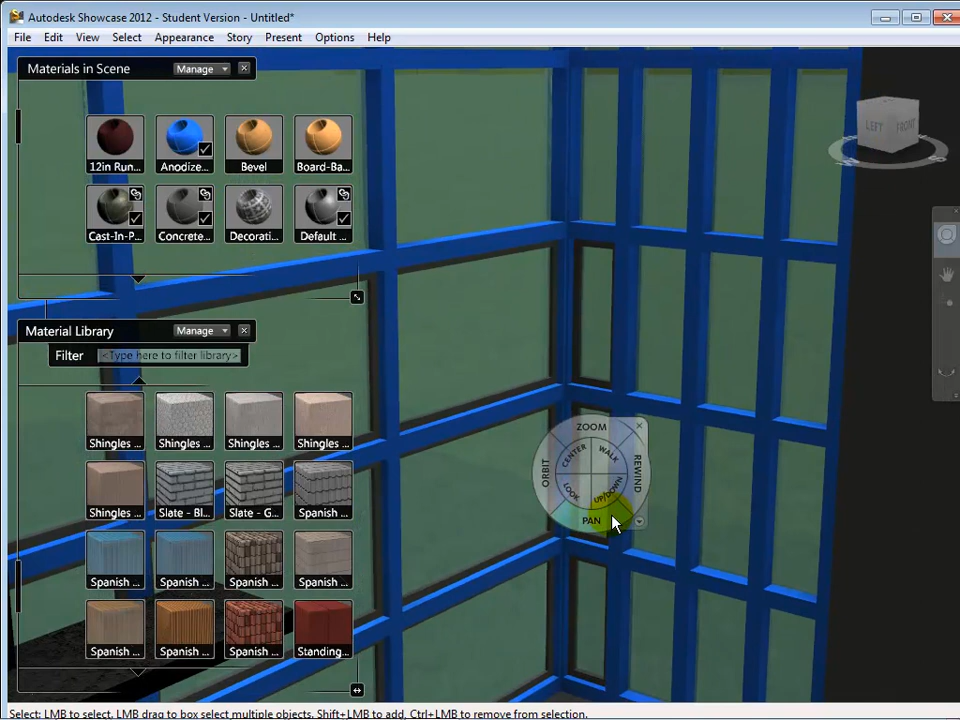 Autodesk Showcase 2012 - Student Version - Untitled*
File Edit View Select Appearance Story Present Options Help
Materials in Scene Manage
12in Run... Anodize... Bevel Board-Ba...
Cast-In-P... Concrete... Decorati... Default ...
LEFT FRONT
Material Library Manage
Filter <Type here to filter library>
Shingles ... Shingles ... Shingles ... Shingles ...
Shingles ... Slate - Bl... Slate - G... Spanish ...
Spanish ... Spanish ... Spanish ... Spanish ...
Spanish ... Spanish ... Spanish ... Standing...
ZOOM
CENTER WALK
ORBIT REWIND
LOOK UP/DOWN
PAN
Select: LMB to select, LMB drag to box select multiple objects. Shift+LMB to add, Ctrl+LMB to remove from selection.